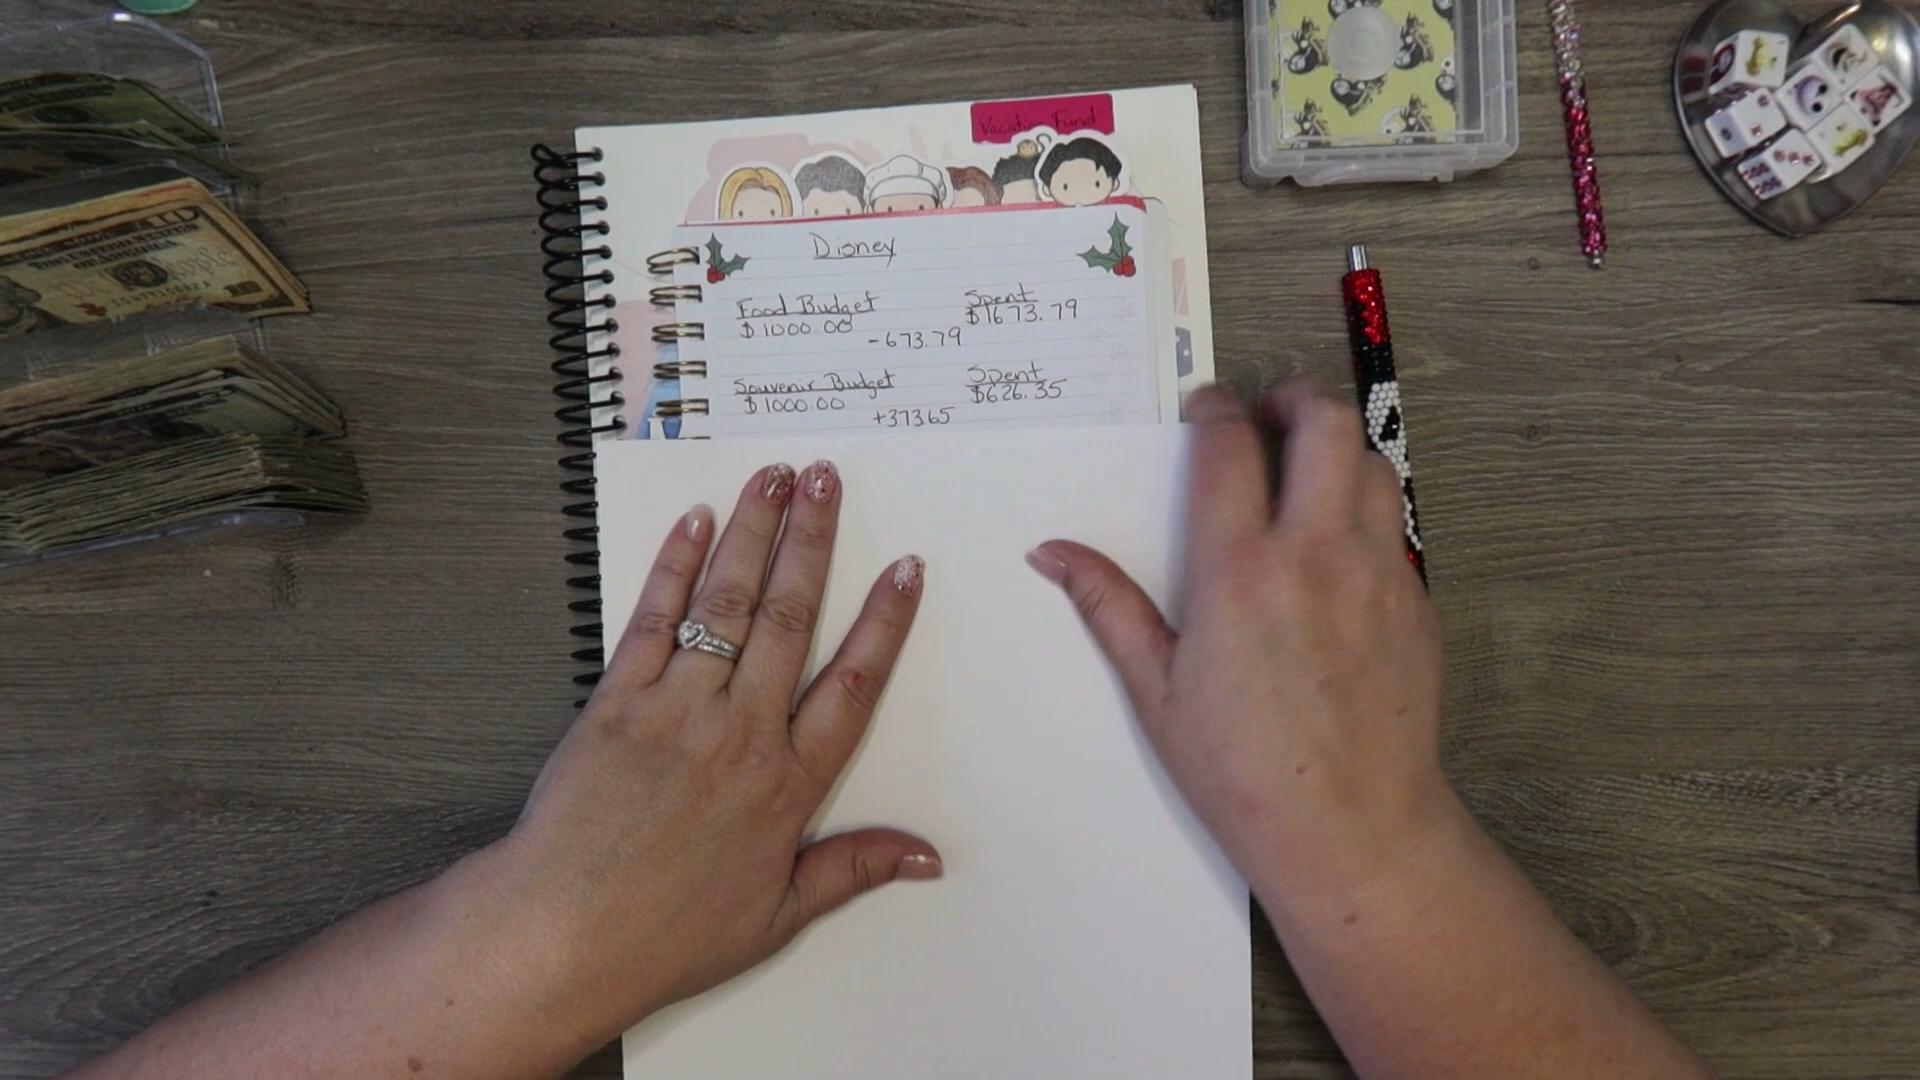 Vacation Fund
Disney
Food Budget Spent
$1000.00 $1673.79
-673.79
Souvenir Budget Spent
$1000.00 $626.35
+373.65